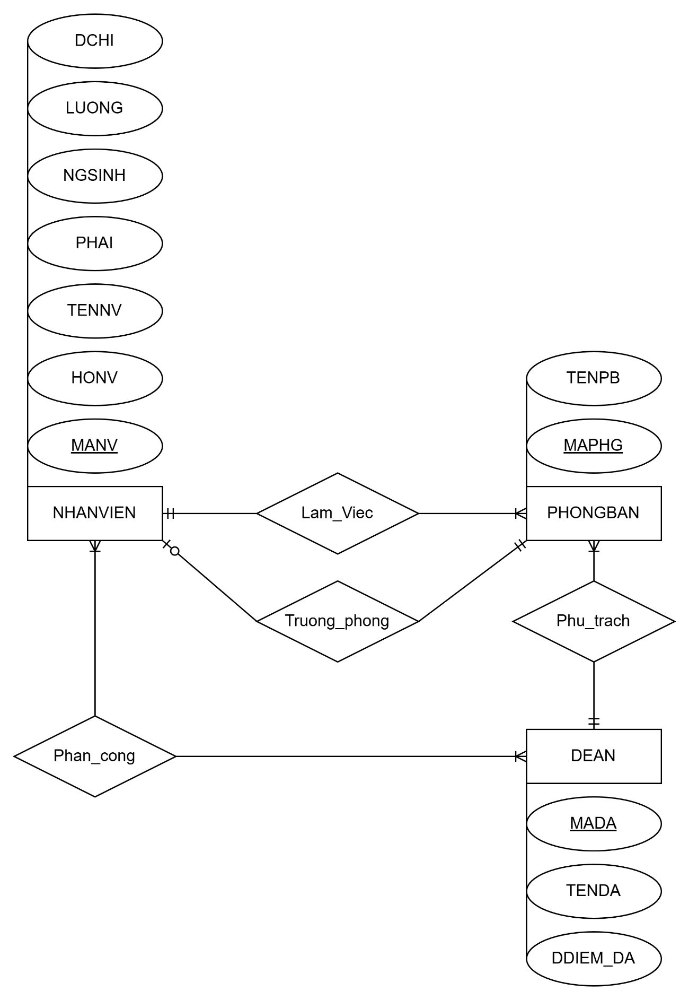 DCHI
LUONG
NGSINH
PHAI
TENNV
HONV
MANV
TENPB
MAPHG
NHANVIEN
Lam_Viec
PHONGBAN
Truong_phong
Phu_trach
Phan_cong
DEAN
MADA
TENDA
DDIEM_DA